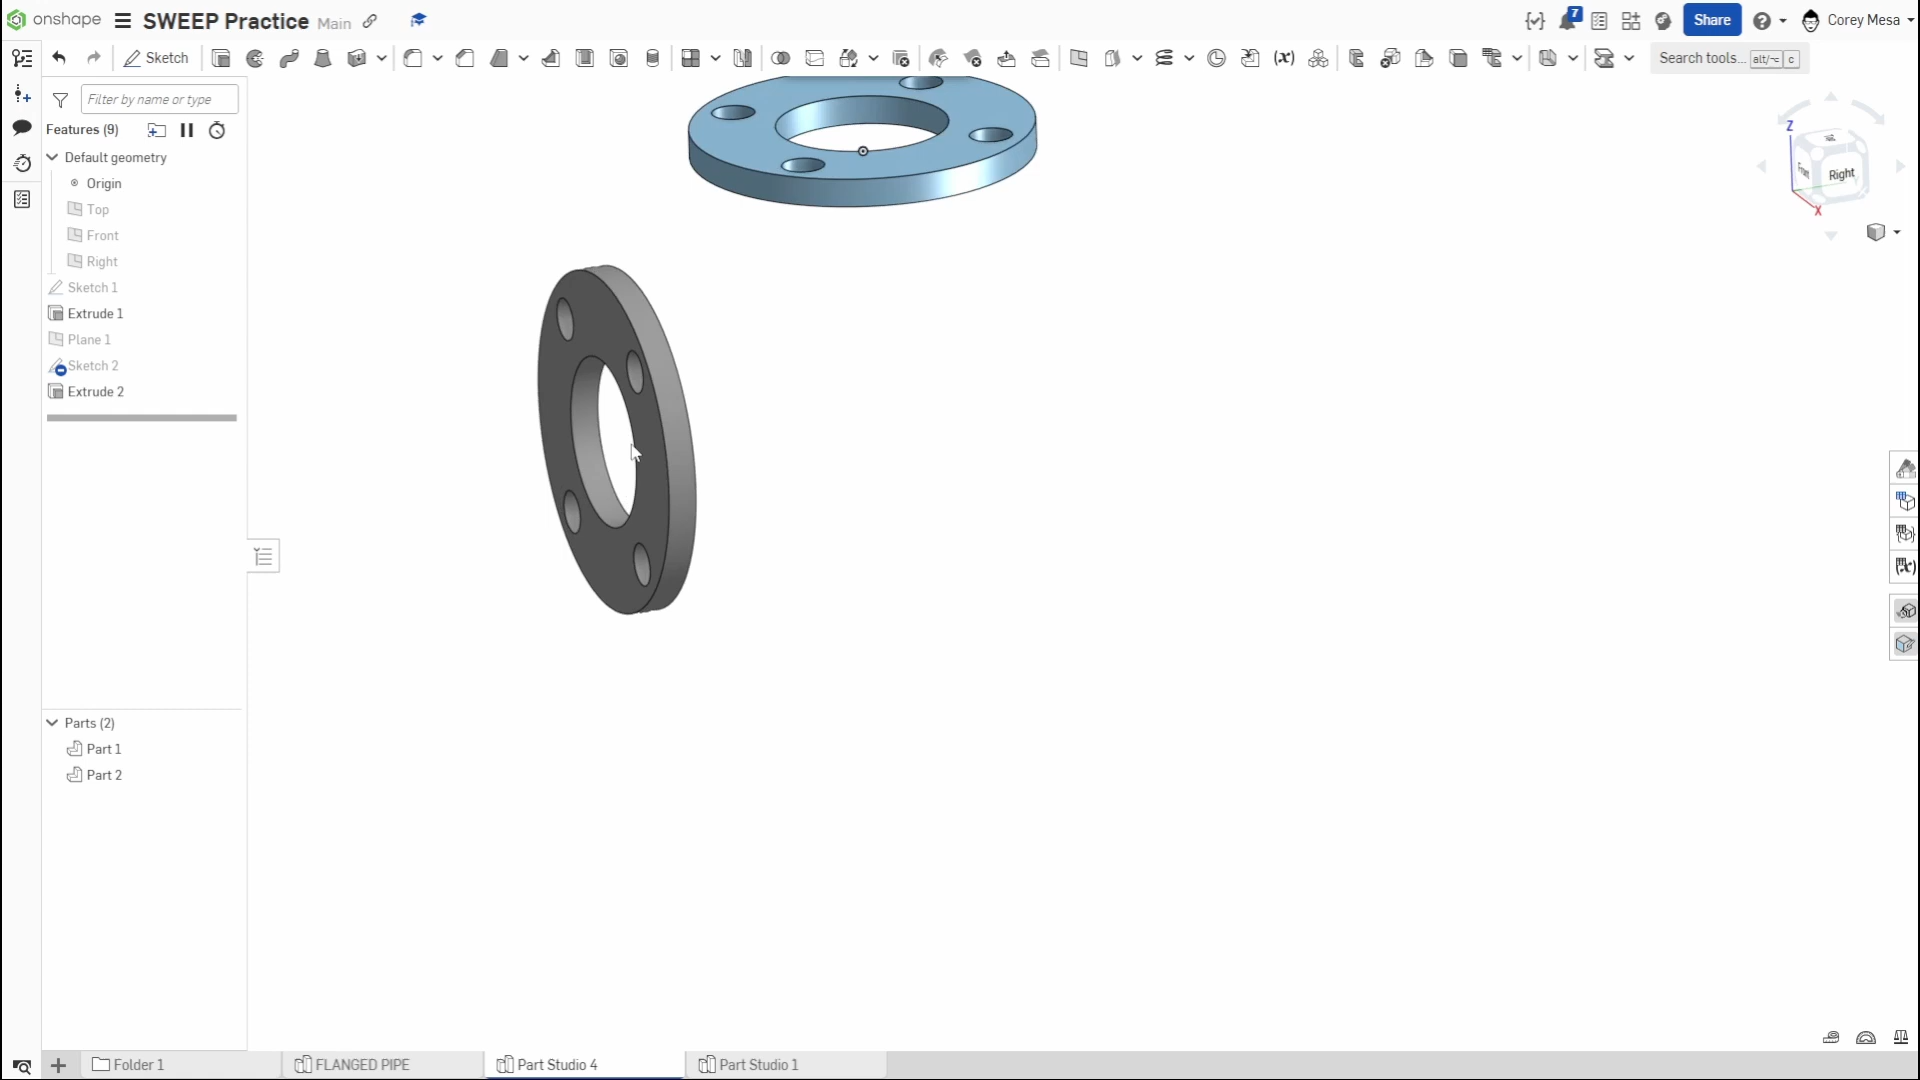 onshape SWEEP Practice Main 7 Share Corey Mesa
Sketch Search tools... alt/⌥ c
Filter by name or type
Features (9)
Default geometry
Origin
Top
Front
Right
Sketch 1
Extrude 1
Plane 1
Sketch 2
Extrude 2
Z
Front
Right
X
Parts (2)
Part 1
Part 2
Folder 1 FLANGED PIPE Part Studio 4 Part Studio 1